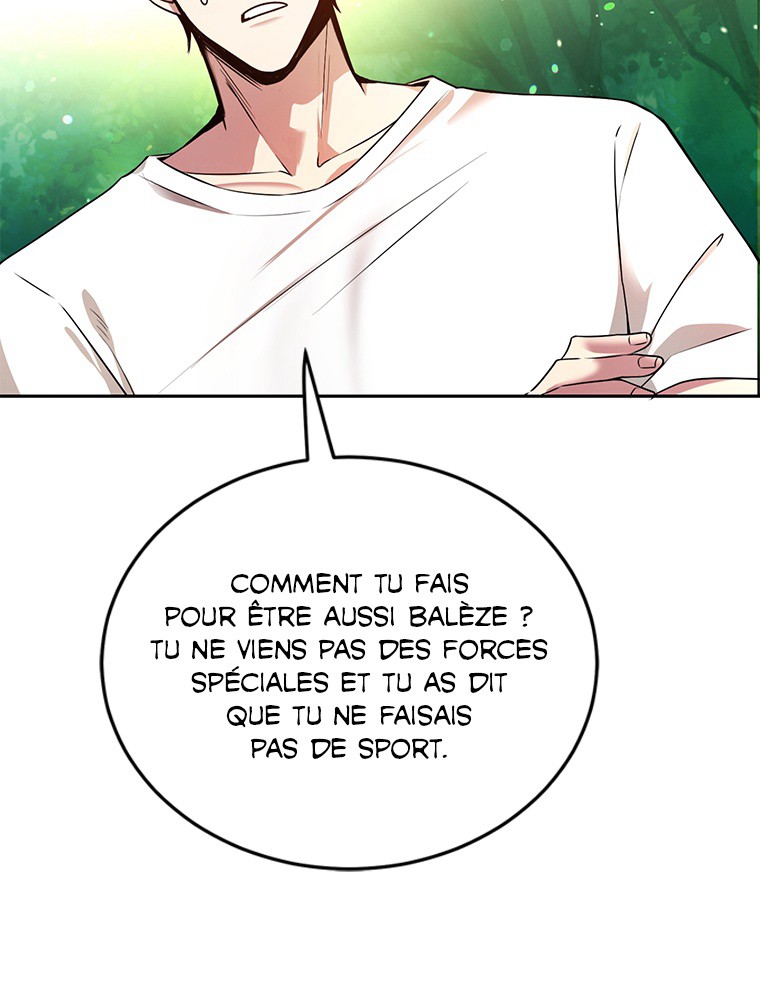 COMMENT TU FAIS
POUR ÊTRE AUSSI BALÈZE ?
TU NE VIENS PAS DES FORCES
SPÉCIALES ET TU AS DIT
QUE TU NE FAISAIS
PAS DE SPORT.